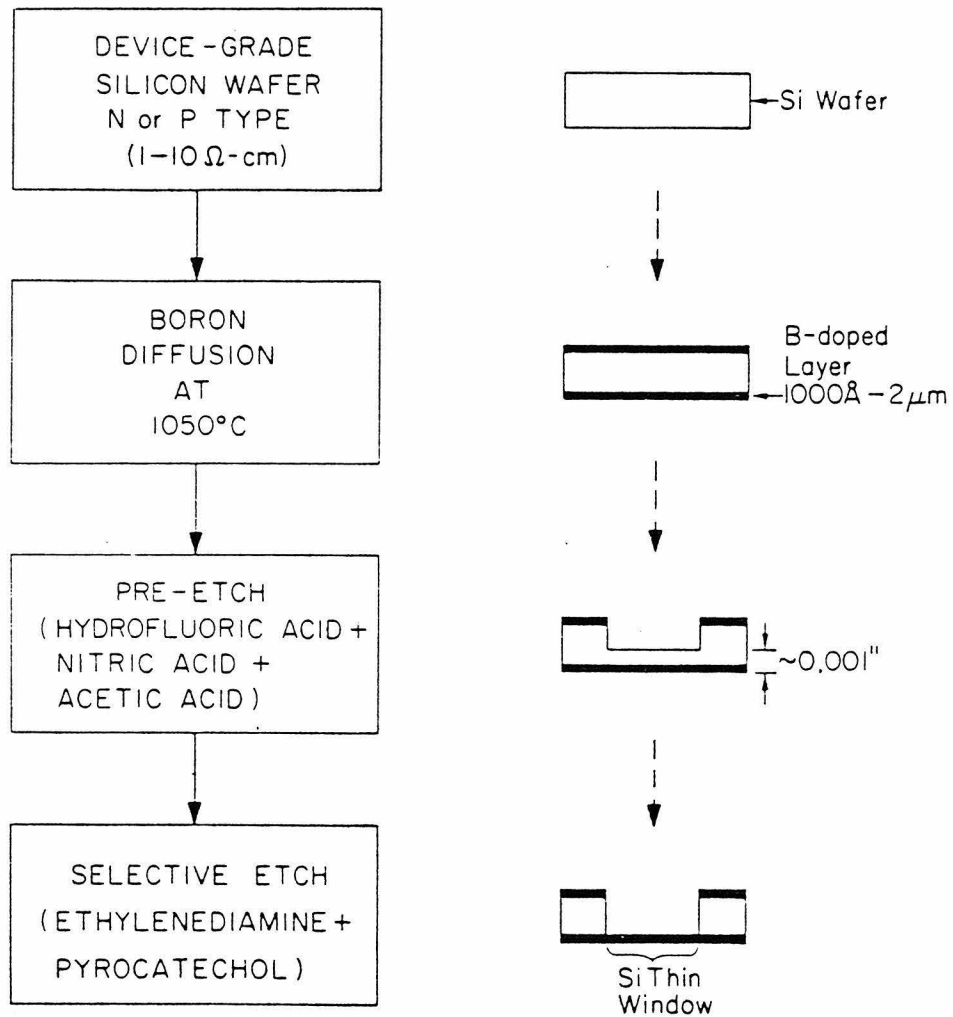 DEVICE-GRADE
SILICON WAFER
N or P TYPE
(1-10Ω-cm)
Si Wafer
BORON
DIFFUSION
AT
1050°C
B-doped
Layer
1000Å-2μm
PRE-ETCH
(HYDROFLUORIC ACID+
NITRIC ACID +
ACETIC ACID)
~0.001"
SELECTIVE ETCH
(ETHYLENEDIAMINE+
PYROCATECHOL)
Si Thin
Window